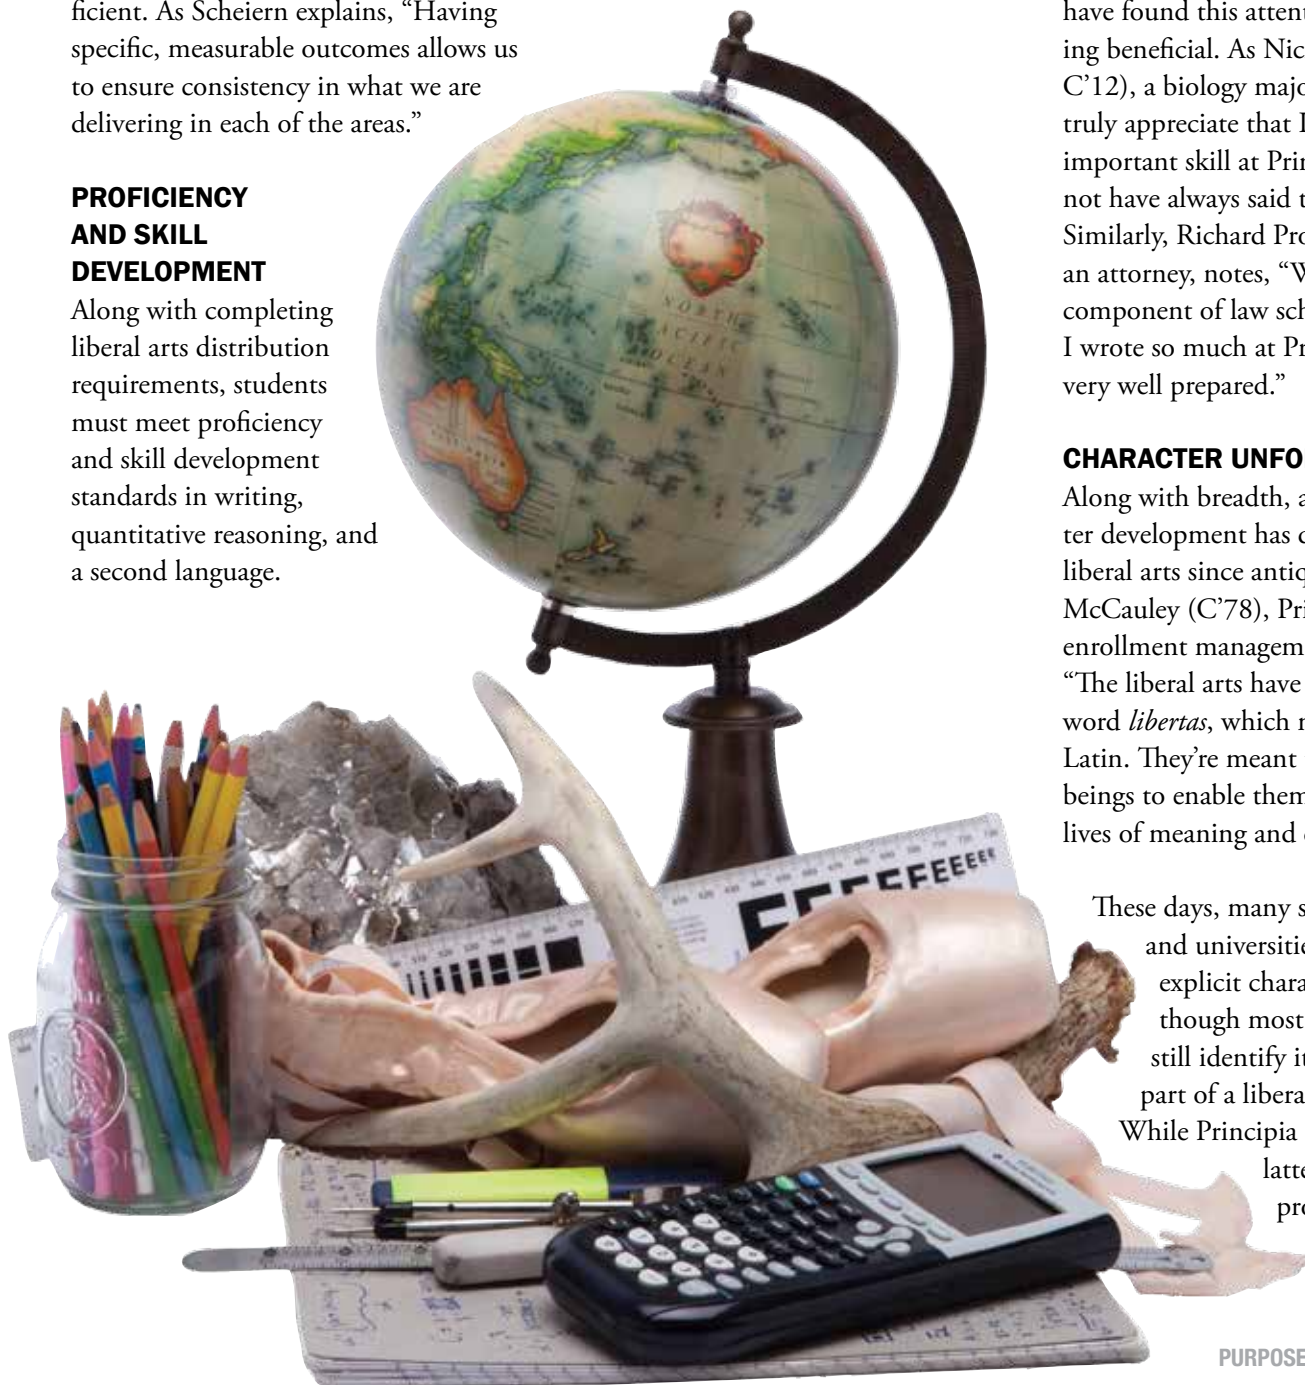 ficient. As Scheiern explains, “Having
specific, measurable outcomes allows us
to ensure consistency in what we are
delivering in each of the areas.”
PROFICIENCY
AND SKILL
DEVELOPMENT
Along with completing
liberal arts distribution
requirements, students
must meet proficiency
and skill development
standards in writing,
quantitative reasoning, and
a second language.
NORTH
PACIFIC
OCEAN
AUSTRALIA
have found this attent
ing beneficial. As Nic
C’12), a biology majo
truly appreciate that I
important skill at Prin
not have always said t
Similarly, Richard Pro
an attorney, notes, “W
component of law sch
I wrote so much at Pr
very well prepared.”
CHARACTER UNFO
Along with breadth, a
ter development has c
liberal arts since antiq
McCauley (C’78), Pri
enrollment managem
“The liberal arts have
word libertas, which m
Latin. They’re meant
beings to enable them
lives of meaning and
These days, many s
and universitie
explicit chara
though most
still identify it
part of a libera
While Principia
latte
pro
PURPOSE